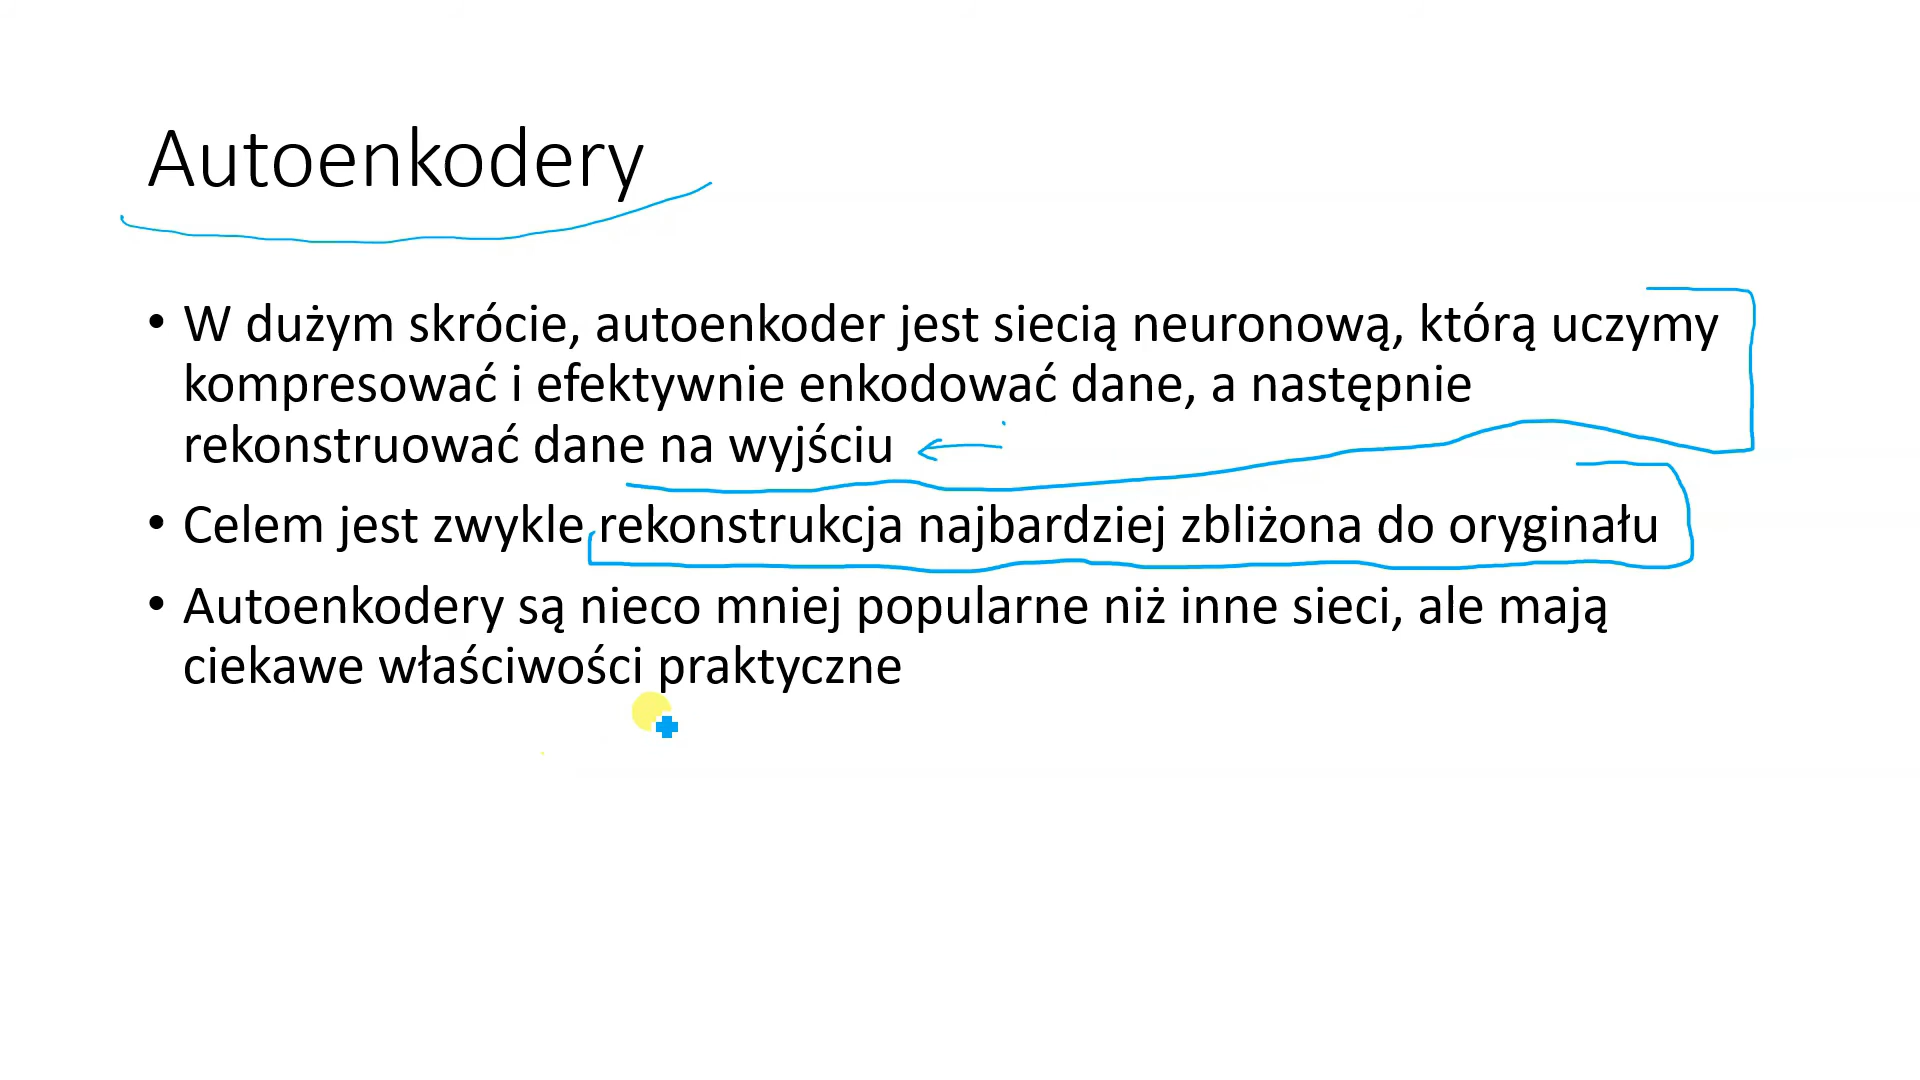 Autoenkodery
• W dużym skrócie, autoenkoder jest siecią neuronową, którą uczymy
kompresować i efektywnie enkodować dane, a następnie
rekonstruować dane na wyjściu
• Celem jest zwykle rekonstrukcja najbardziej zbliżona do oryginału
• Autoenkodery są nieco mniej popularne niż inne sieci, ale mają
ciekawe właściwości praktyczne